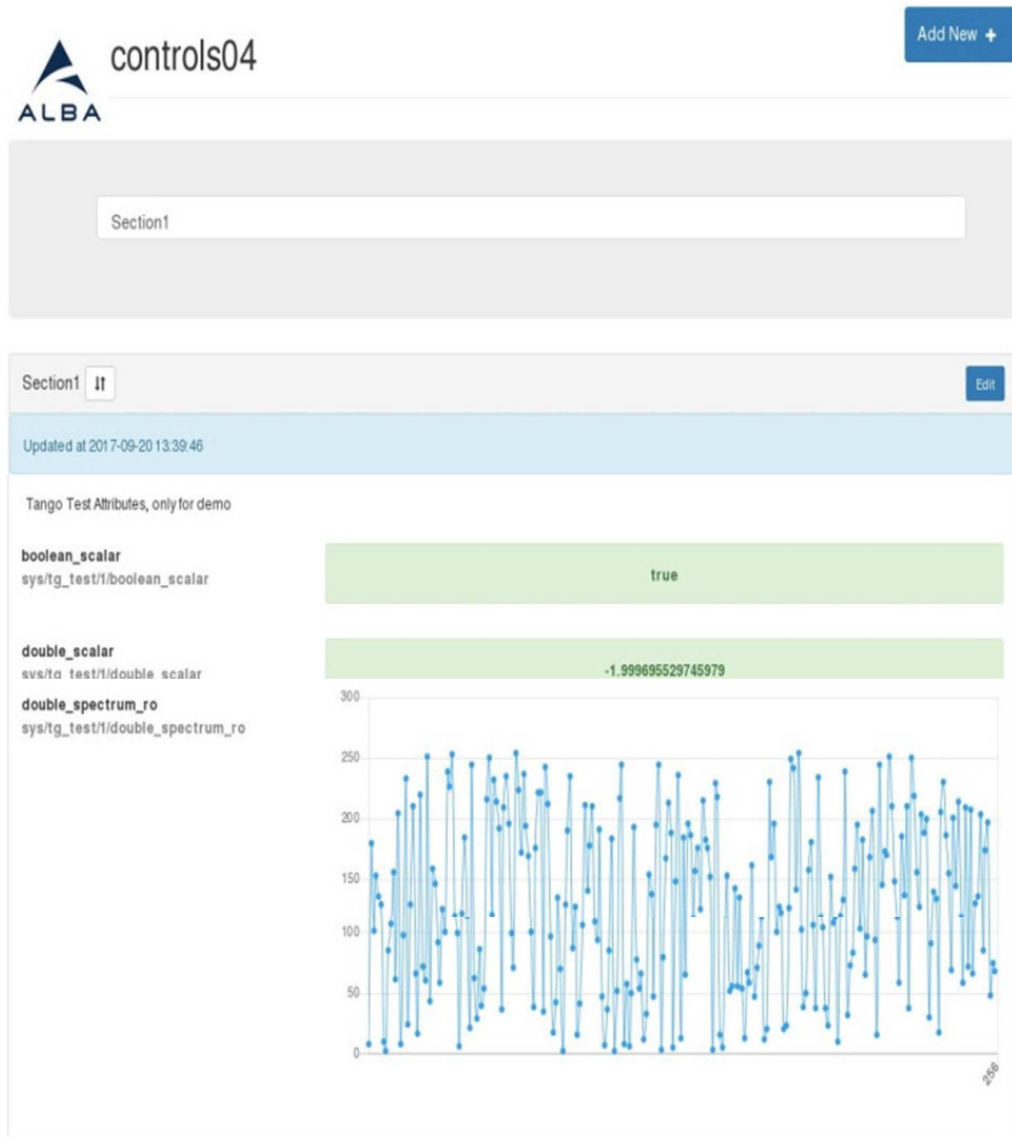 controls04
Add New +
ALBA
Section1
Section1
Edit
Updated at 2017-09-20 13:39:46
Tango Test Attributes, only for demo
boolean_scalar
sys/tg_test/1/boolean_scalar
true
double_scalar
sys/tg_test/1/double_scalar
-1.999695529745979
double_spectrum_ro
sys/tg_test/1/double_spectrum_ro
300
250
200
150
100
50
0
256